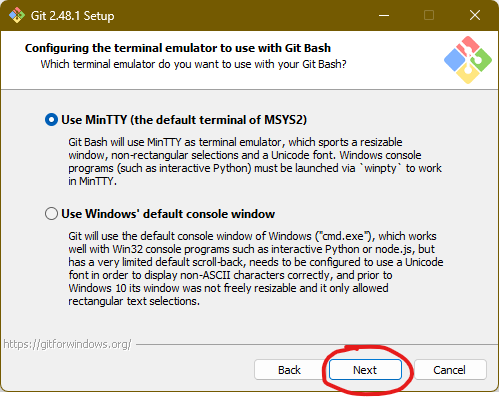 Git 2.48.1 Setup
Configuring the terminal emulator to use with Git Bash
Which terminal emulator do you want to use with your Git Bash?
Use MinTTY (the default terminal of MSYS2)
Git Bash will use MinTTY as terminal emulator, which sports a resizable
window, non-rectangular selections and a Unicode font. Windows console
programs (such as interactive Python) must be launched via `winpty` to work
in MinTTY.
Use Windows' default console window
Git will use the default console window of Windows ("cmd.exe"), which works
well with Win32 console programs such as interactive Python or node.js, but
has a very limited default scroll-back, needs to be configured to use a Unicode
font in order to display non-ASCII characters correctly, and prior to
Windows 10 its window was not freely resizable and it only allowed
rectangular text selections.
https://gitforwindows.org/
Back Next Cancel